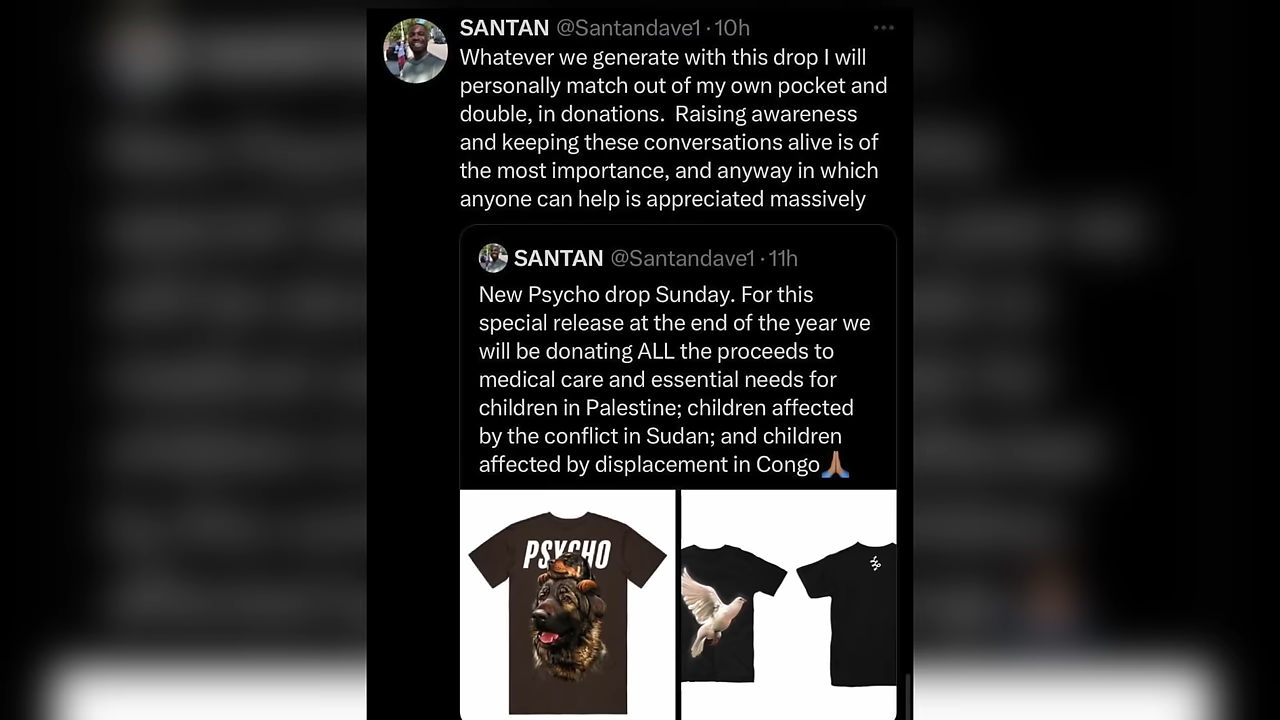 SANTAN @Santandave1 · 10h
Whatever we generate with this drop I will
personally match out of my own pocket and
double, in donations.  Raising awareness
and keeping these conversations alive is of
the most importance, and anyway in which
anyone can help is appreciated massively
SANTAN @Santandave1 · 11h
New Psycho drop Sunday. For this
special release at the end of the year we
will be donating ALL the proceeds to
medical care and essential needs for
children in Palestine; children affected
by the conflict in Sudan; and children
affected by displacement in Congo🙏🏽
PSYCHO